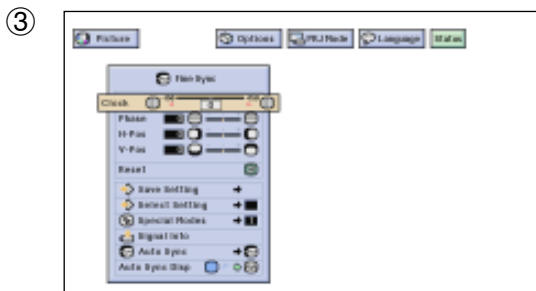 ③
Picture Options PRJ Mode Language Status
Fine Sync
Clock 0
Phase
H-Pos
V-Pos
Reset
Save Setting
Select Setting
Special Modes
Signal Info
Auto Sync
Auto Sync Disp